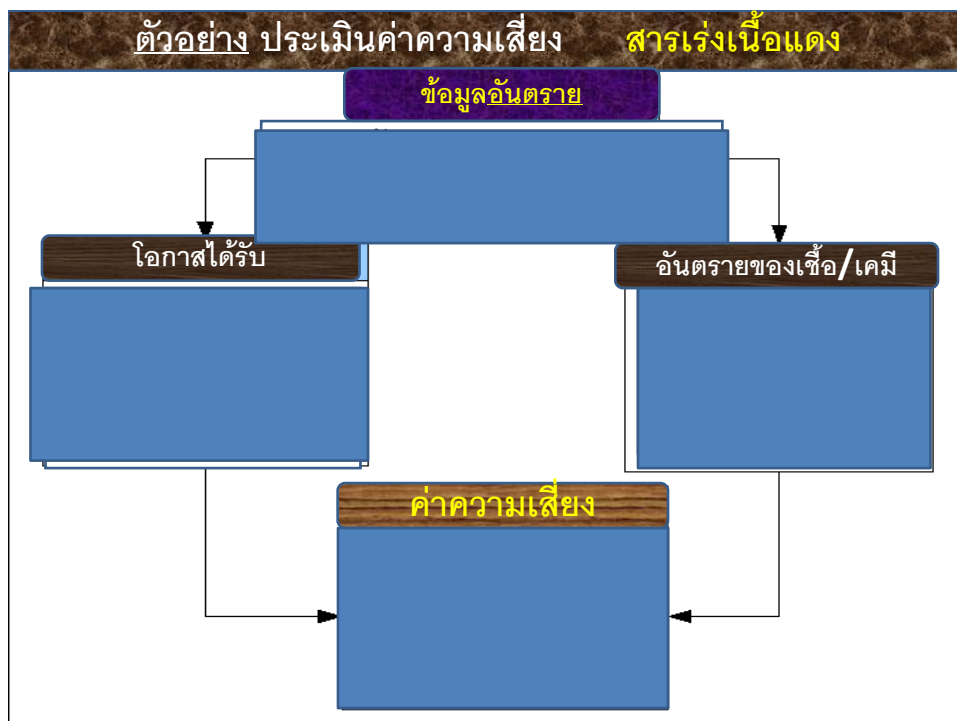 ตัวอย่าง ประเมินค่าความเสี่ยง สารเร่งเนื้อแดง
ข้อมูลอันตราย
โอกาสได้รับ
อันตรายของเชื้อ/เคมี
ค่าความเสี่ยง